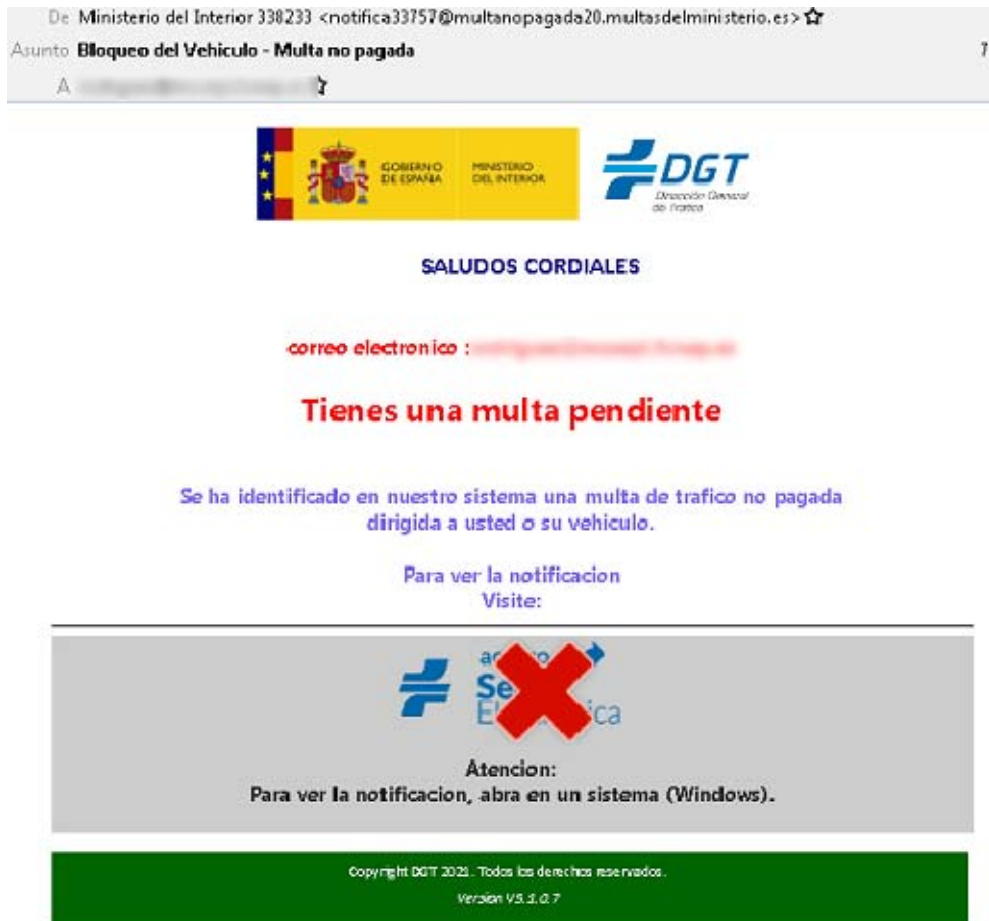 De Ministerio del Interior 338233 <notifica33757@multanopagada20.multasdelministerio.es>
Asunto Bloqueo del Vehiculo - Multa no pagada
A
GOBIERNO DE ESPAÑA
MINISTERIO DEL INTERIOR
DGT
Dirección General
de Tráfico
SALUDOS CORDIALES
correo electronico :
Tienes una multa pendiente
Se ha identificado en nuestro sistema una multa de trafico no pagada
dirigida a usted o su vehiculo.
Para ver la notificacion
Visite:
Atencion:
Para ver la notificacion, abra en un sistema (Windows).
Copyright DGT 2021. Todos los derechos reservados.
Version V5.1.0.7